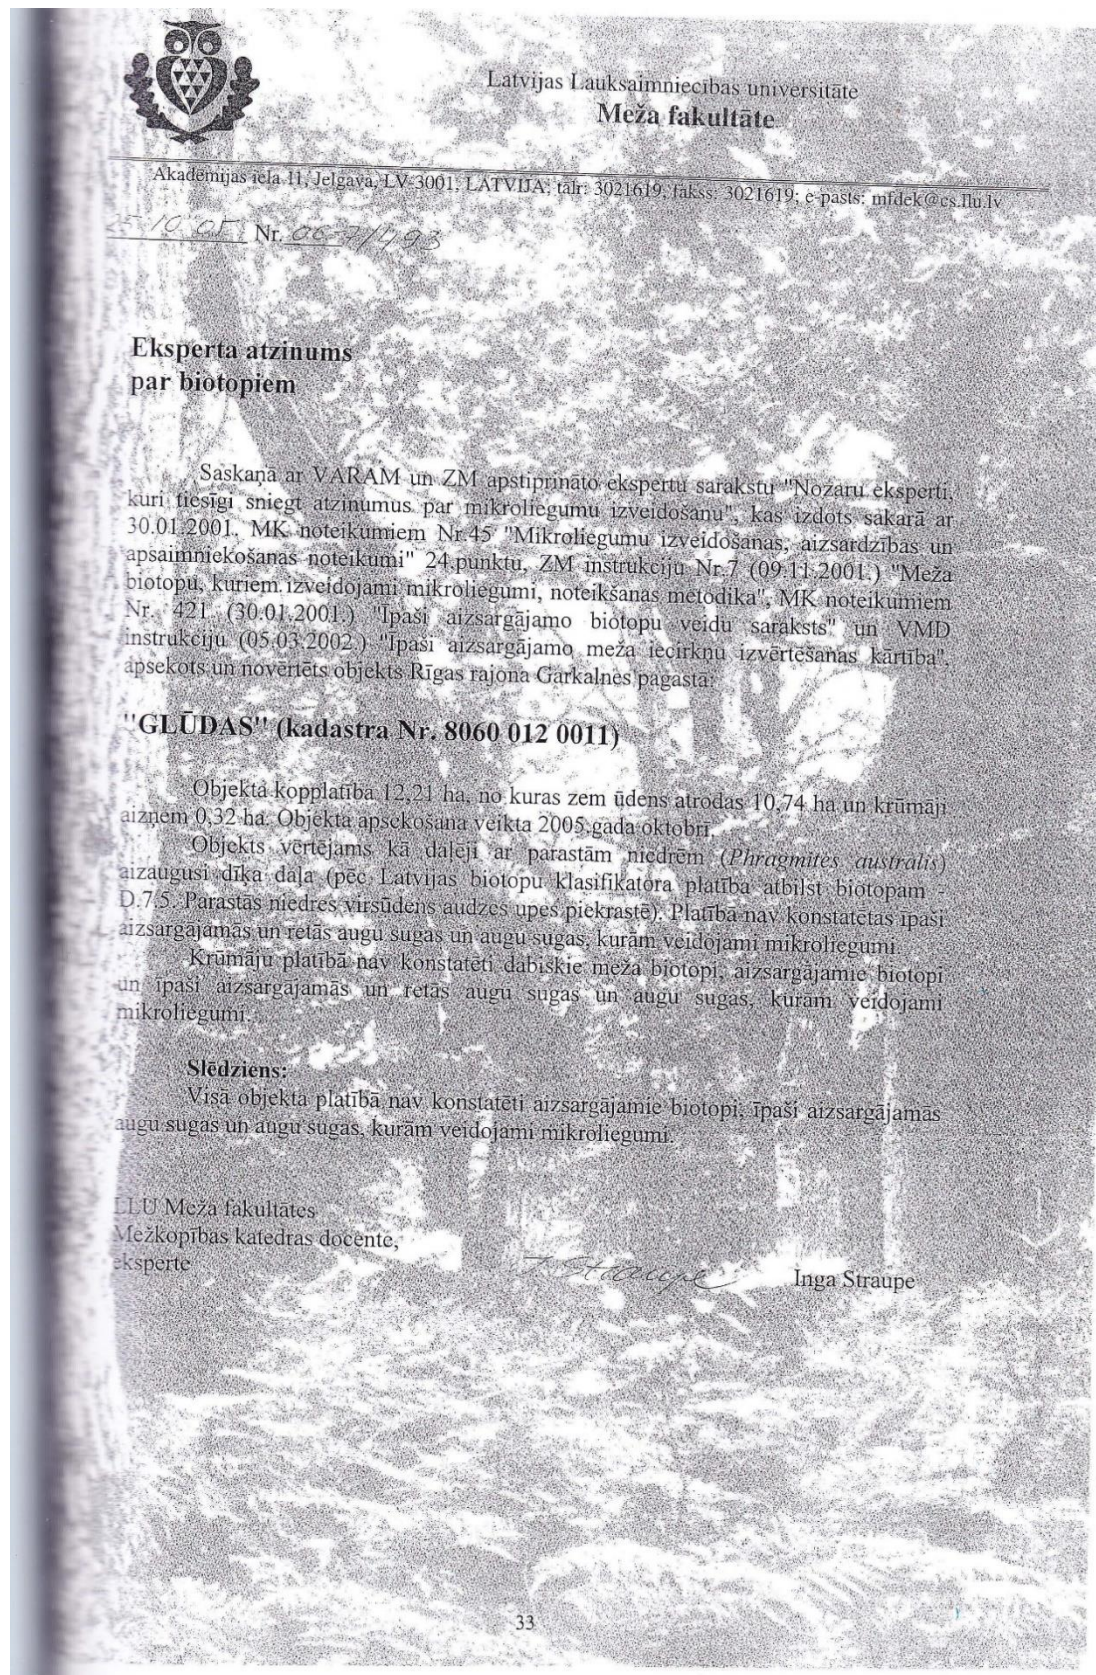 Latvijas Lauksaimniecības universitāte
Meža fakultāte
Akadēmijas iela 11, Jelgava, LV-3001, LATVIJA; tālr: 3021619; fakss: 3021619; e-pasts: mfdek@cs.llu.lv
25.10.05. Nr. 06-7/193
Eksperta atzinums
par biotopiem
Saskaņā ar VARAM un ZM apstiprināto ekspertu sarakstu "Nozaru eksperti,
kuri tiesīgi sniegt atzinumus par mikroliegumu izveidošanu", kas izdots sakarā ar
30.01.2001. MK noteikumiem Nr.45 "Mikroliegumu izveidošanas, aizsardzības un
apsaimniekošanas noteikumi" 24.punktu, ZM instrukciju Nr.7 (09.11.2001.) "Meža
biotopu, kuriem izveidojami mikroliegumi, noteikšanas metodika", MK noteikumiem
Nr. 421 (30.01.2001.) "Īpaši aizsargājamo biotopu veidu saraksts" un VMD
instrukciju (05.03.2002.) "Īpaši aizsargājamo meža iecirkņu izvērtēšanas kārtība",
apsekots un novērtēts objekts Rīgas rajona Garkalnes pagastā:
"GLŪDAS" (kadastra Nr. 8060 012 0011)
Objekta kopplatība 12,21 ha, no kuras zem ūdens atrodas 10,74 ha un krūmāji
aizņem 0,32 ha. Objekta apsekošana veikta 2005.gada oktobrī.
Objekts vērtējams kā daļēji ar parastām niedrēm (Phragmites australis)
aizaugusi dīķa daļa (pēc Latvijas biotopu klasifikatora platība atbilst biotopam -
D.7.5. Parastās niedres virsūdens audzes upes piekrastē). Platībā nav konstatētas īpaši
aizsargājamās un retās augu sugas un augu sugas, kurām veidojami mikroliegumi.
Krūmāju platībā nav konstatēti dabiskie meža biotopi, aizsargājamie biotopi
un īpaši aizsargājamās un retās augu sugas un augu sugas, kurām veidojami
mikroliegumi.
Slēdziens:
Visā objekta platībā nav konstatēti aizsargājamie biotopi, īpaši aizsargājamās
augu sugas un augu sugas, kurām veidojami mikroliegumi.
LLU Meža fakultātes
Mežkopības katedras docente,
eksperte
I Straupe Inga Straupe
33